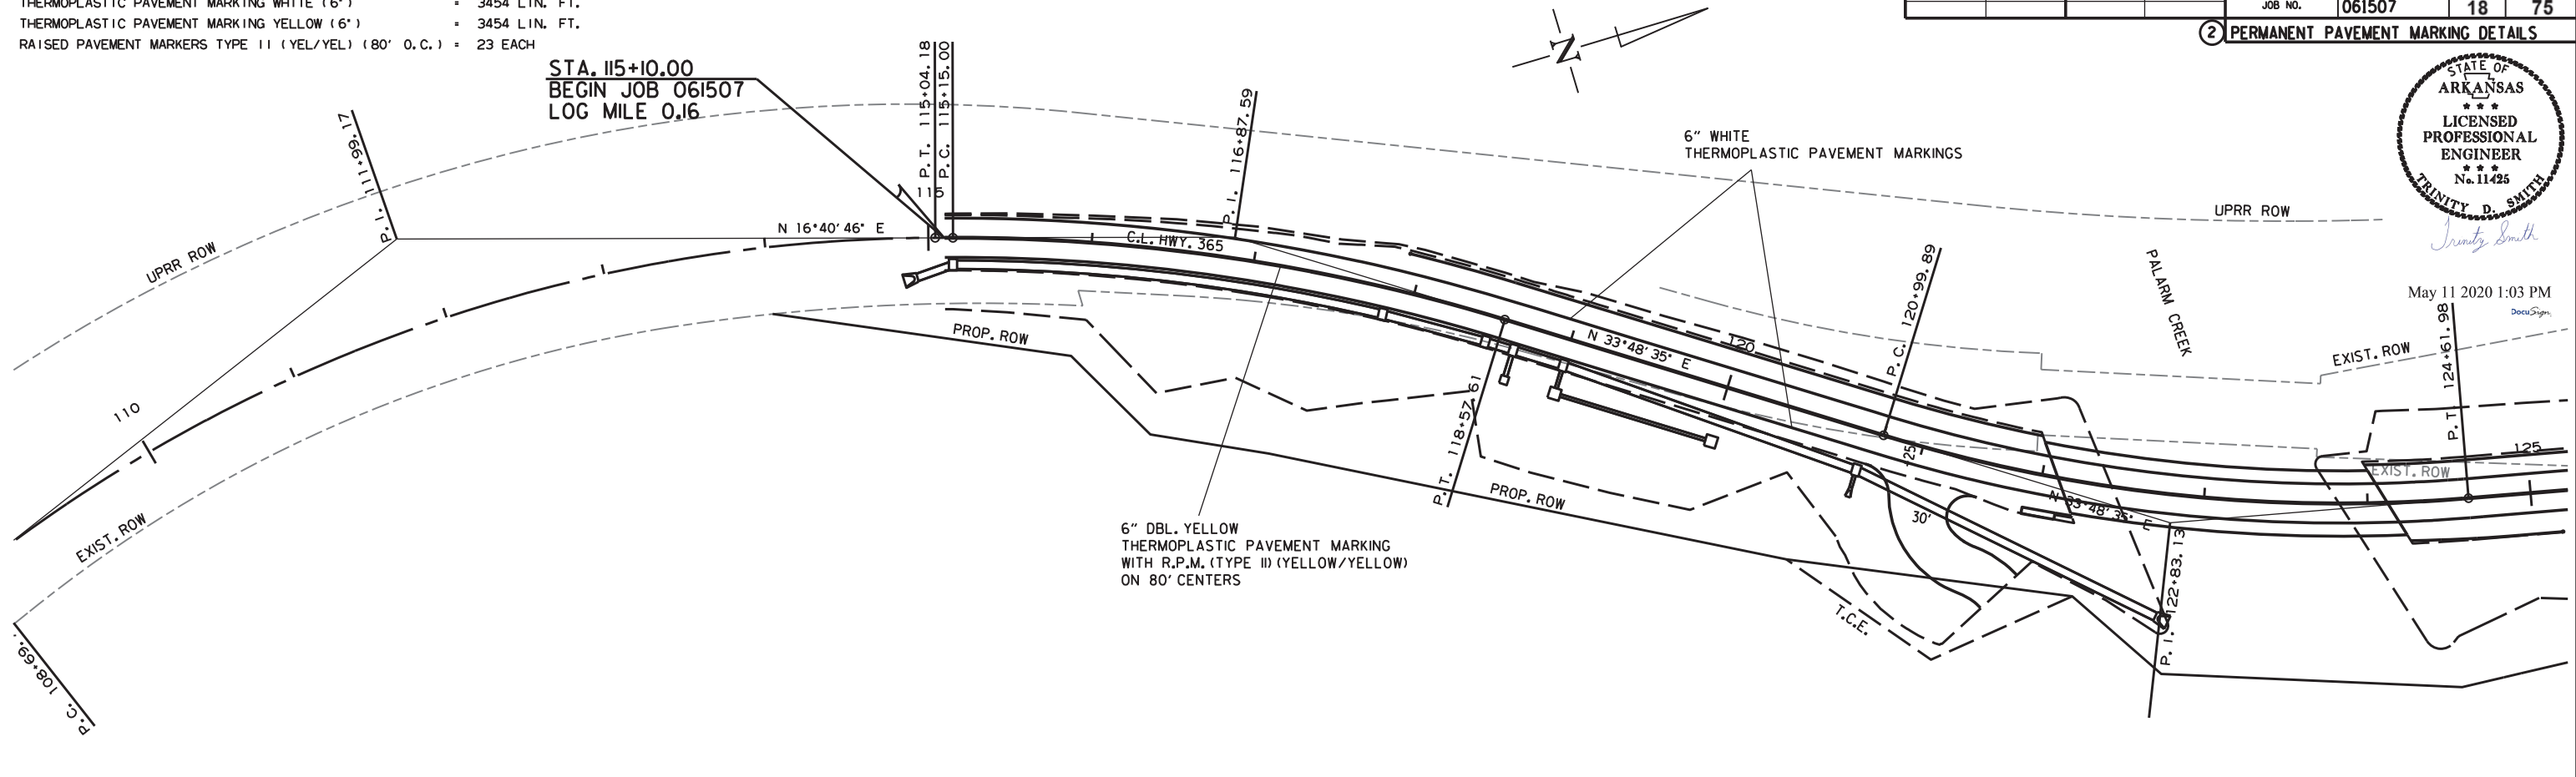 THERMOPLASTIC PAVEMENT MARKING WHITE (6") = 3454 LIN. FT.
THERMOPLASTIC PAVEMENT MARKING YELLOW (6") = 3454 LIN. FT.
RAISED PAVEMENT MARKERS TYPE II (YEL/YEL) (80' O.C.) = 23 EACH
JOB NO. 061507 18 75
2 PERMANENT PAVEMENT MARKING DETAILS
STATE OF
ARKANSAS
* * *
LICENSED
PROFESSIONAL
ENGINEER
* * *
No. 11425
TRINITY D. SMITH
Trinity Smith
May 11 2020 1:03 PM
DocuSign
N
STA. 115+10.00
BEGIN JOB 061507
LOG MILE 0.16
P.T. 115+04.18
P.C. 115+15.00
P.I. 116+87.59
P.I. 111+99.17
115
N 16°40'46" E
C.L. HWY. 365
6" WHITE
THERMOPLASTIC PAVEMENT MARKINGS
UPRR ROW
UPRR ROW
PALARM CREEK
P.C. 120+99.89
EXIST. ROW
P.T. 124+61.98
PROP. ROW
N 33°48'35" E
120
110
P.T. 118+57.61
25'
125
EXIST. ROW
PROP. ROW
N 33°48'35" E
30'
EXIST. ROW
6" DBL. YELLOW
THERMOPLASTIC PAVEMENT MARKING
WITH R.P.M. (TYPE II) (YELLOW/YELLOW)
ON 80' CENTERS
P.I. 122+83.13
T.C.E.
P.C. 108+69.